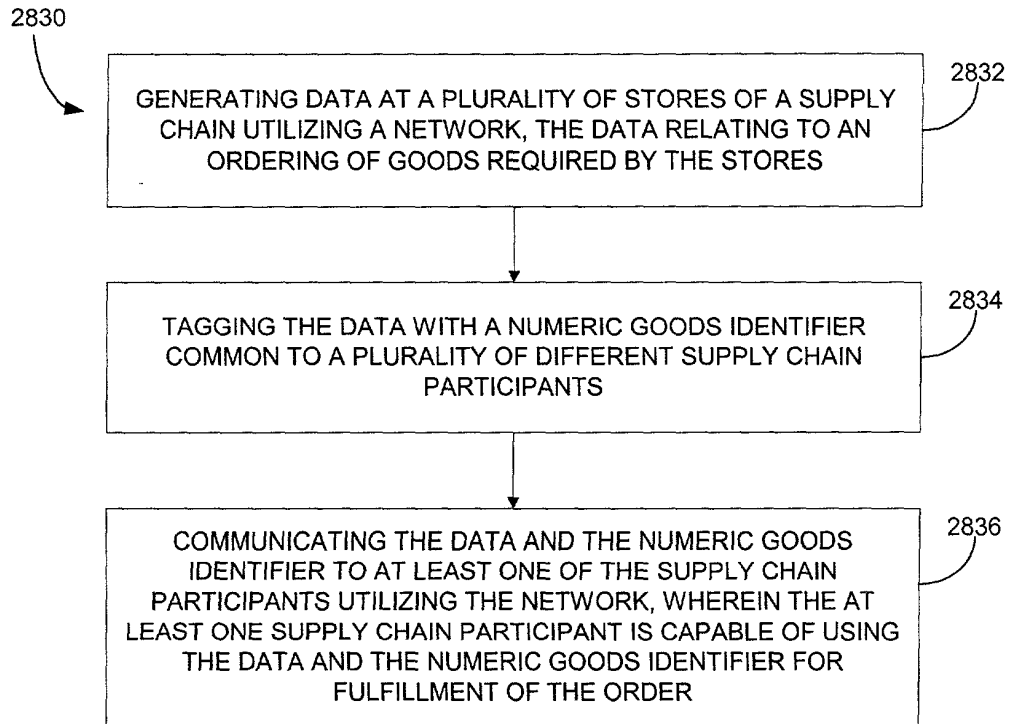 2830
2832
GENERATING DATA AT A PLURALITY OF STORES OF A SUPPLY
CHAIN UTILIZING A NETWORK, THE DATA RELATING TO AN
ORDERING OF GOODS REQUIRED BY THE STORES
2834
TAGGING THE DATA WITH A NUMERIC GOODS IDENTIFIER
COMMON TO A PLURALITY OF DIFFERENT SUPPLY CHAIN
PARTICIPANTS
2836
COMMUNICATING THE DATA AND THE NUMERIC GOODS
IDENTIFIER TO AT LEAST ONE OF THE SUPPLY CHAIN
PARTICIPANTS UTILIZING THE NETWORK, WHEREIN THE AT
LEAST ONE SUPPLY CHAIN PARTICIPANT IS CAPABLE OF USING
THE DATA AND THE NUMERIC GOODS IDENTIFIER FOR
FULFILLMENT OF THE ORDER